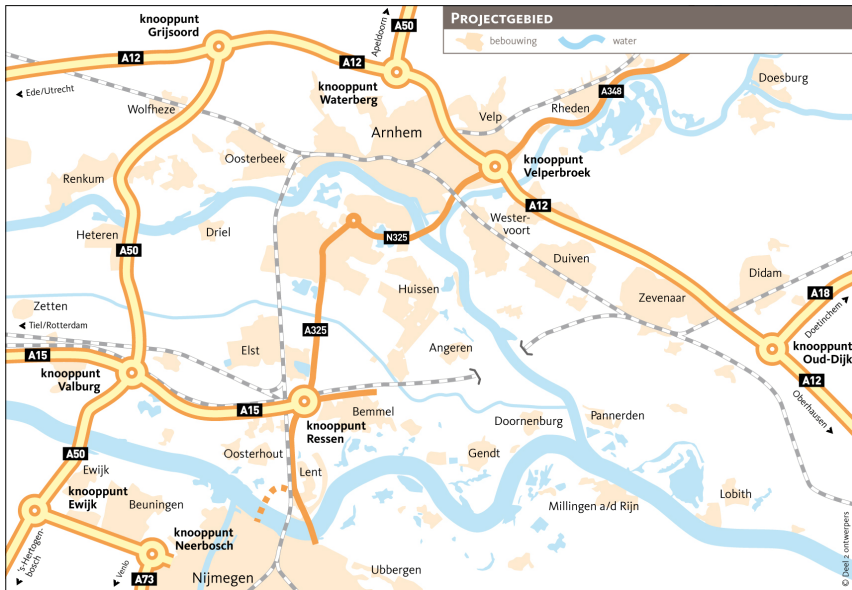 PROJECTGEBIED
bebouwing
water
knooppunt
Grijsoord
A50
Apeldoorn
A12
A12
knooppunt
Waterberg
Ede/Utrecht
Wolfheze
Arnhem
Velp
Rheden
A348
Doesburg
Oosterbeek
knooppunt
Velperbroek
Renkum
A12
Heteren
Driel
A50
N325
Wester-
voort
Duiven
Huissen
Zevenaar
Didam
A18
Doetinchem
Zetten
Tiel/Rotterdam
A325
A15
Elst
Angeren
knooppunt
Oud-Dijk
A12
Oberhausen
knooppunt
Valburg
A15
knooppunt
Ressen
Bemmel
Doornenburg
Pannerden
A50
Oosterhout
Gendt
Ewijk
Lent
knooppunt
Ewijk
Beuningen
Millingen a/d Rijn
Lobith
knooppunt
Neerbosch
's-Hertogen-
bosch
Venlo
A73
Nijmegen
Ubbergen
© Deel 2 ontwerpers